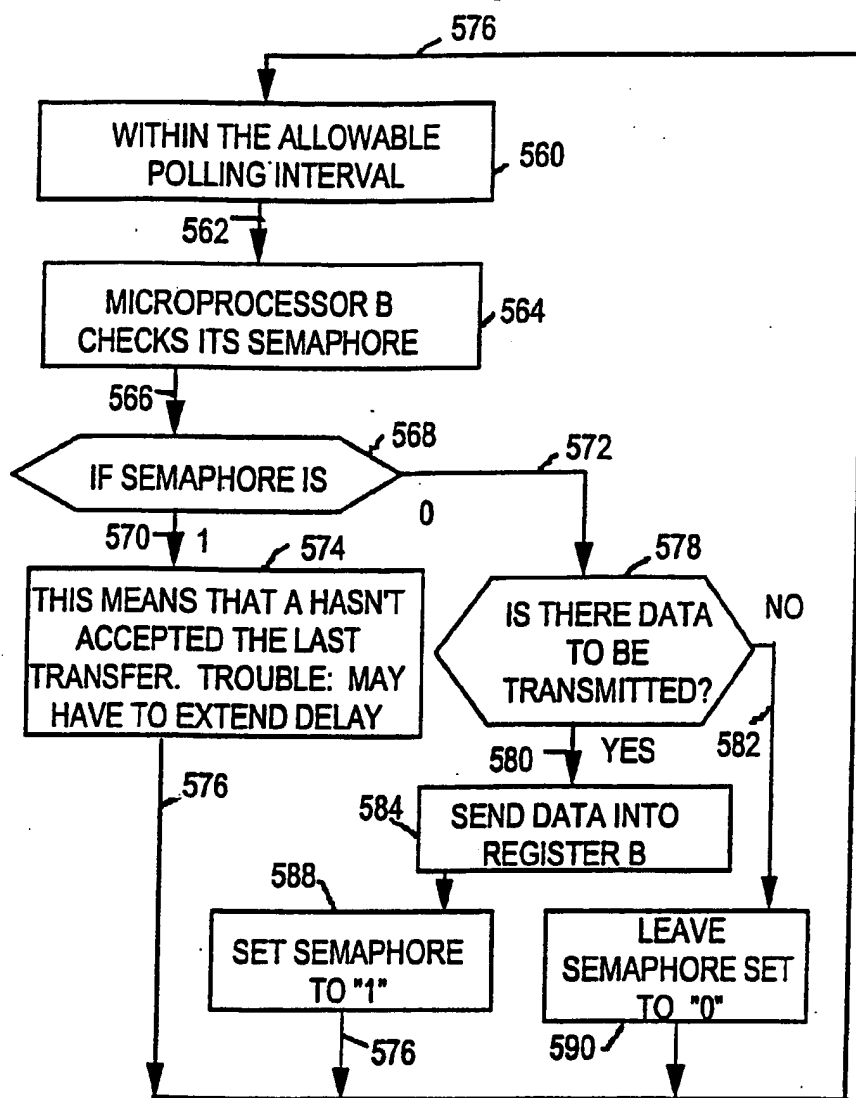 576
WITHIN THE ALLOWABLE
POLLING INTERVAL
560
562
MICROPROCESSOR B
CHECKS ITS SEMAPHORE
564
566
568
572
IF SEMAPHORE IS
0
570
1
574
578
THIS MEANS THAT A HASN'T
ACCEPTED THE LAST
TRANSFER. TROUBLE: MAY
HAVE TO EXTEND DELAY
IS THERE DATA
TO BE
TRANSMITTED?
NO
582
580
YES
576
584
SEND DATA INTO
REGISTER B
588
SET SEMAPHORE
TO "1"
LEAVE
SEMAPHORE SET
TO "0"
576
590